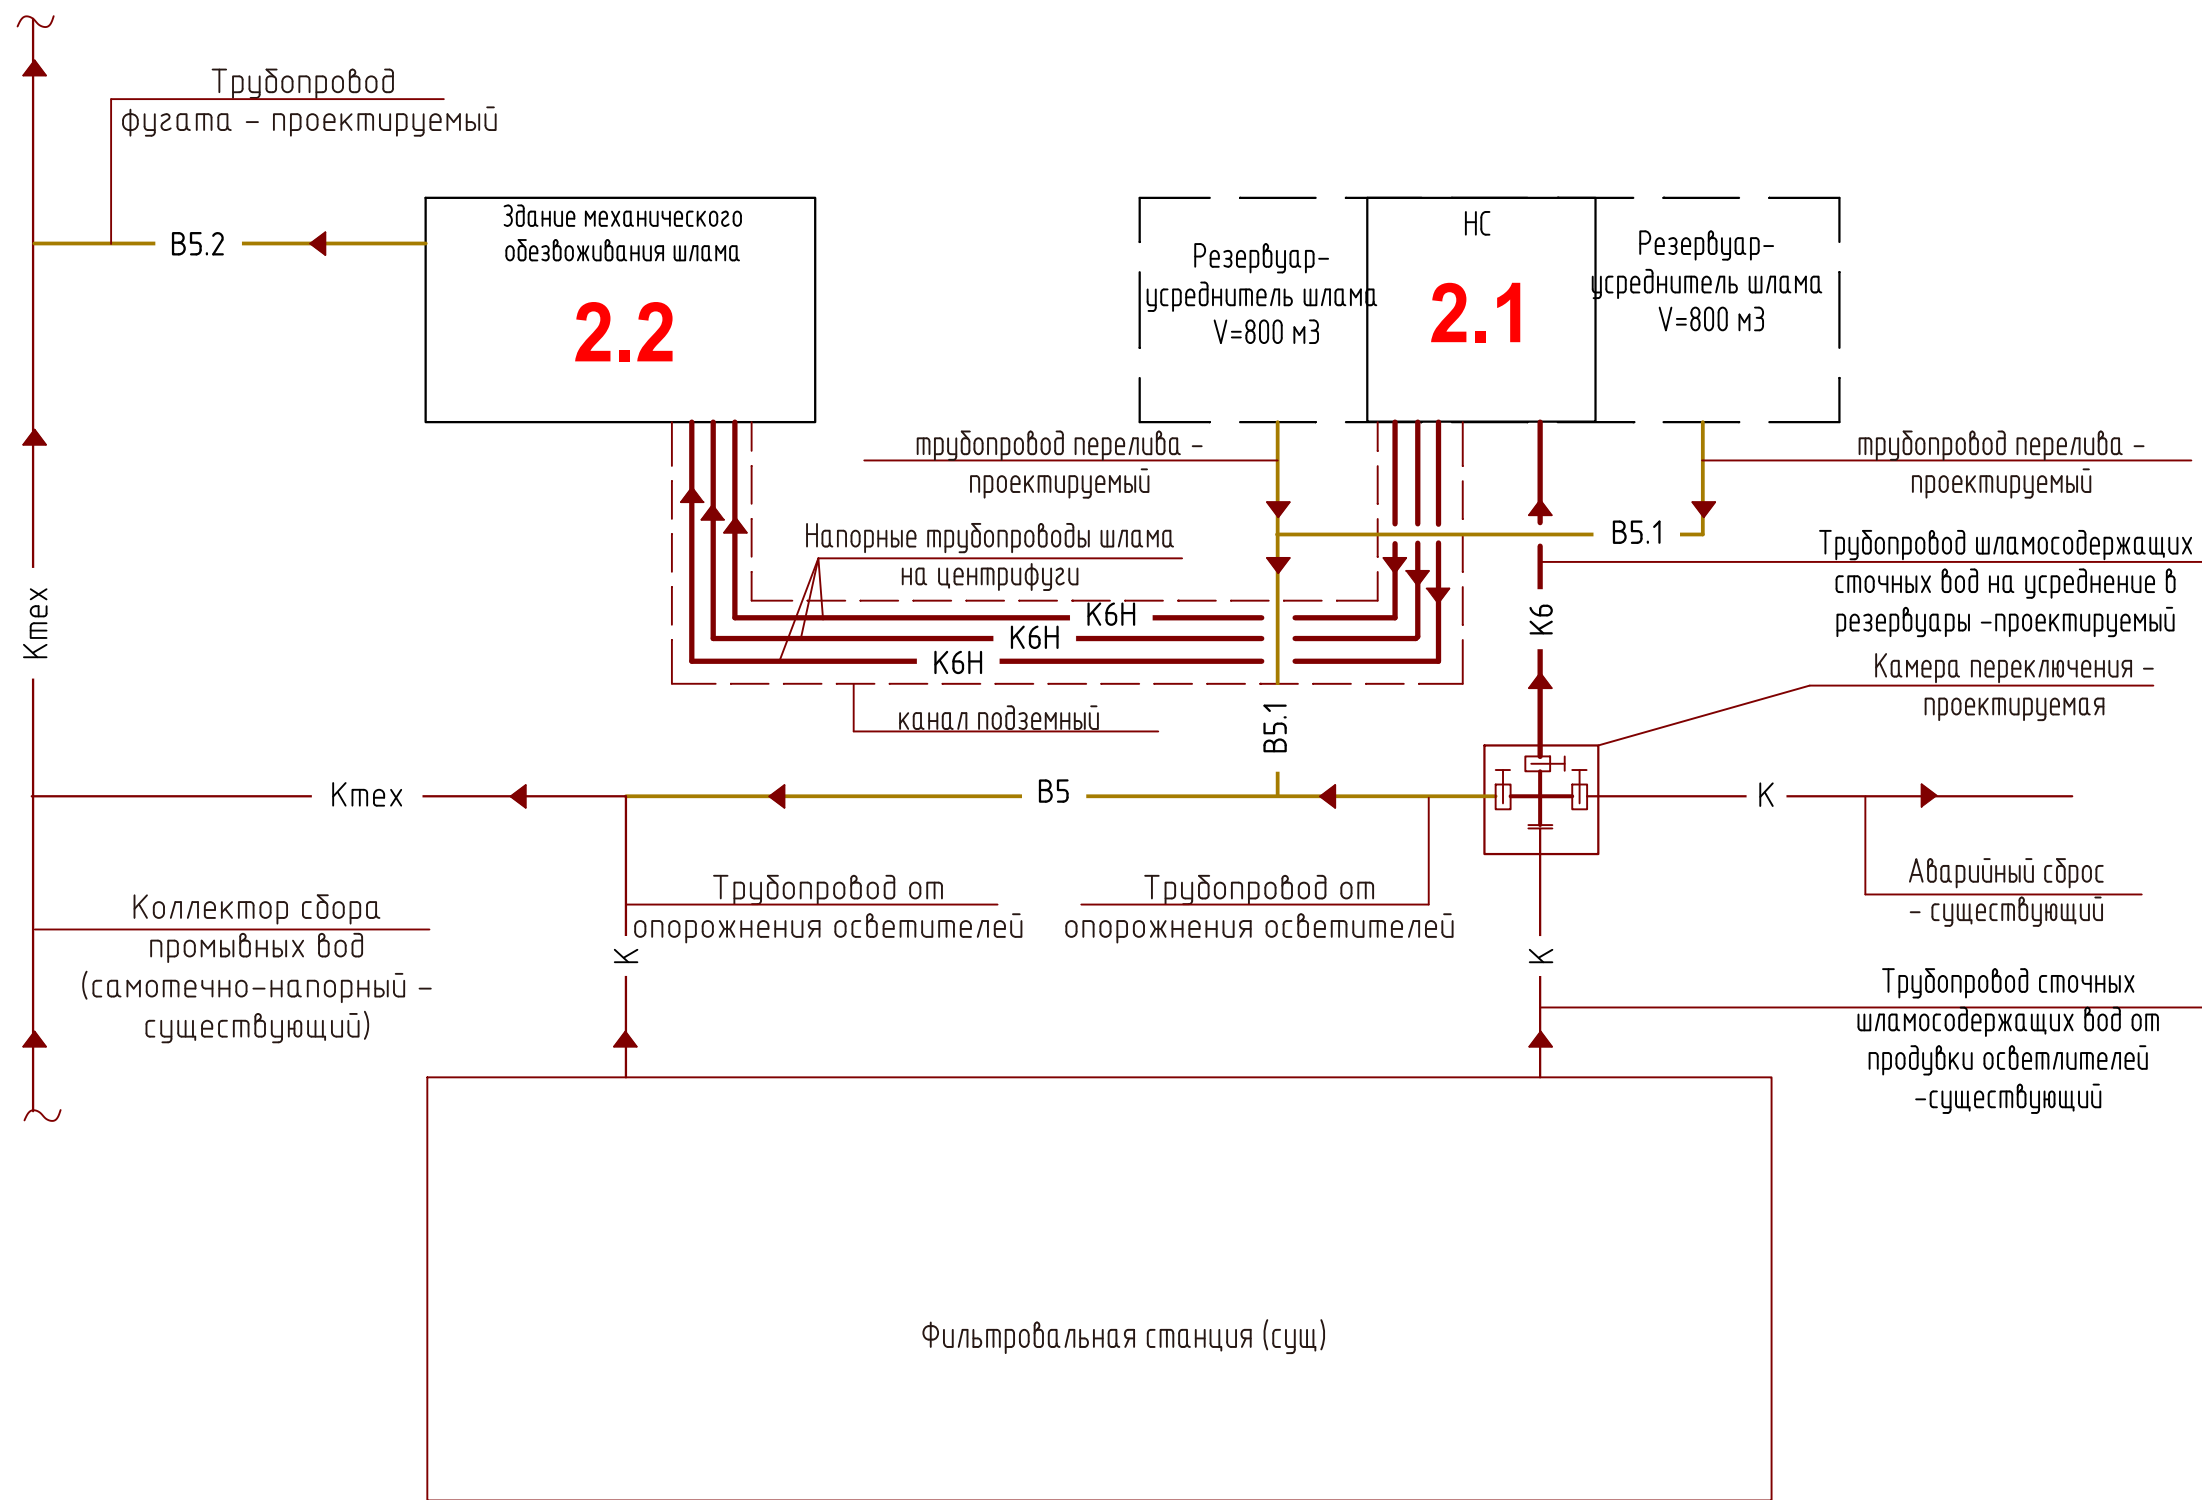 Трубопровод
фугата - проектируемый
В5.2
Здание механического
обезвоживания шлама
2.2
Резервуар-
усреднитель шлама
V=800 м3
НС
2.1
Резервуар-
усреднитель шлама
V=800 м3
трубопровод перелива -
проектируемый
трубопровод перелива -
проектируемый
Напорные трубопроводы шлама
на центрифуги
В5.1
Трубопровод шламосодержащих
сточных вод на усреднение в
резервуары -проектируемый
Ктех
К6Н
К6Н
К6Н
К6
Камера переключения -
проектируемая
канал подземный
В5.1
Ктех
В5
К
Трубопровод от
опорожнения осветителей
Трубопровод от
опорожнения осветителей
Аварийный сброс
- существующий
Коллектор сбора
промывных вод
(самотечно-напорный -
существующий)
К
К
Трубопровод сточных
шламосодержащих вод от
продувки осветлителей
-существующий
Фильтровальная станция (сущ)